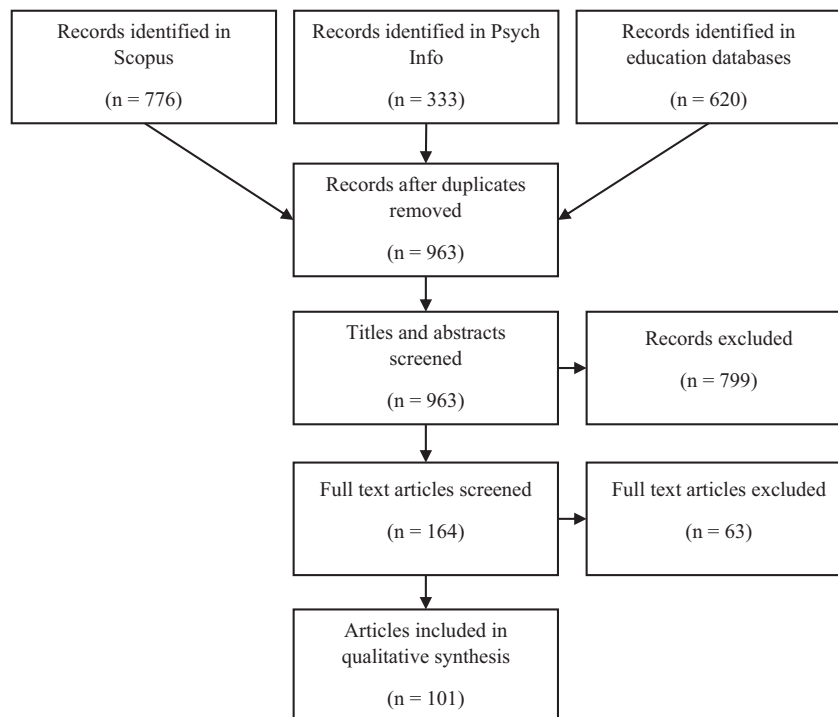 Records identified in
Scopus
(n = 776)
Records identified in Psych
Info
(n = 333)
Records identified in
education databases
(n = 620)
Records after duplicates
removed
(n = 963)
Titles and abstracts
screened
(n = 963)
Records excluded
(n = 799)
Full text articles screened
(n = 164)
Full text articles excluded
(n = 63)
Articles included in
qualitative synthesis
(n = 101)